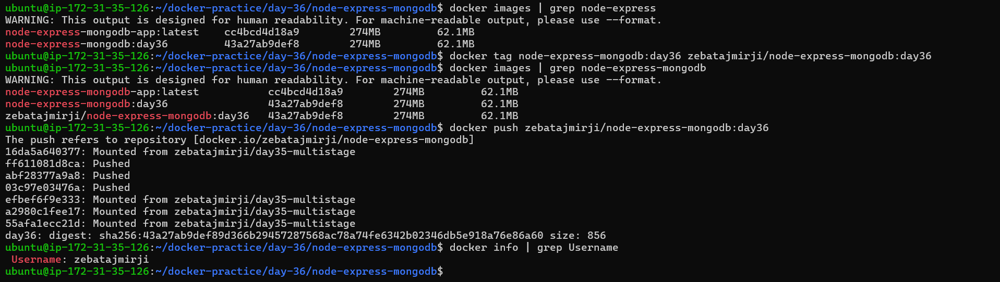 ubuntu@ip-172-31-35-126:~/docker-practice/day-36/node-express-mongodb$ docker images | grep node-express
WARNING: This output is designed for human readability. For machine-readable output, please use --format.
node-express-mongodb-app:latest    cc4bcd4d18a9        274MB         62.1MB
node-express-mongodb:day36         43a27ab9def8        274MB         62.1MB
ubuntu@ip-172-31-35-126:~/docker-practice/day-36/node-express-mongodb$ docker tag node-express-mongodb:day36 zebatajmirji/node-express-mongodb:day36
ubuntu@ip-172-31-35-126:~/docker-practice/day-36/node-express-mongodb$ docker images | grep node-express-mongodb
WARNING: This output is designed for human readability. For machine-readable output, please use --format.
node-express-mongodb-app:latest           cc4bcd4d18a9        274MB         62.1MB
node-express-mongodb:day36                43a27ab9def8        274MB         62.1MB
zebatajmirji/node-express-mongodb:day36   43a27ab9def8        274MB         62.1MB
ubuntu@ip-172-31-35-126:~/docker-practice/day-36/node-express-mongodb$ docker push zebatajmirji/node-express-mongodb:day36
The push refers to repository [docker.io/zebatajmirji/node-express-mongodb]
16da5a640377: Mounted from zebatajmirji/day35-multistage
ff611081d8ca: Pushed
abf28377a9a8: Pushed
03c97e03476a: Pushed
efbef6f9e333: Mounted from zebatajmirji/day35-multistage
a2980c1fee17: Mounted from zebatajmirji/day35-multistage
55afa1ecc21d: Mounted from zebatajmirji/day35-multistage
day36: digest: sha256:43a27ab9def89d366b29457287568ac78a74fe6342b02346db5e918a76e86a60 size: 856
ubuntu@ip-172-31-35-126:~/docker-practice/day-36/node-express-mongodb$ docker info | grep Username
 Username: zebatajmirji
ubuntu@ip-172-31-35-126:~/docker-practice/day-36/node-express-mongodb$